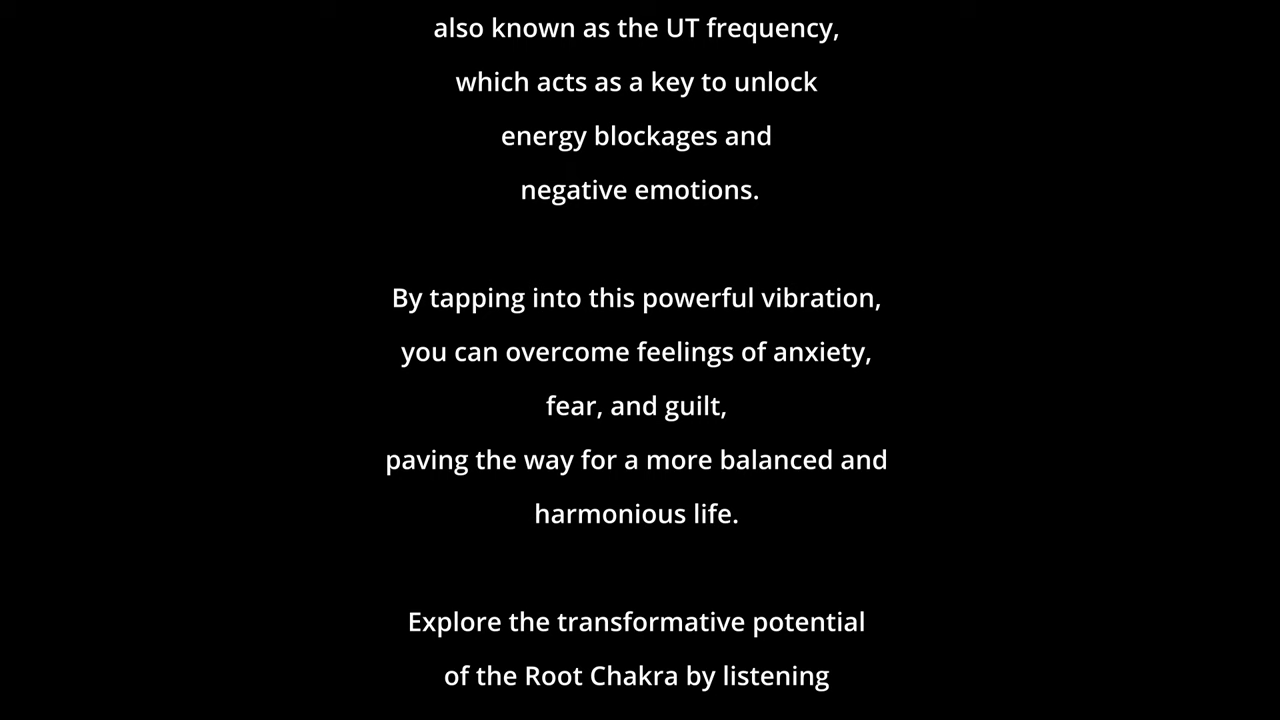 also known as the UT frequency,
which acts as a key to unlock
energy blockages and
negative emotions.
By tapping into this powerful vibration,
you can overcome feelings of anxiety,
fear, and guilt,
paving the way for a more balanced and
harmonious life.
Explore the transformative potential
of the Root Chakra by listening